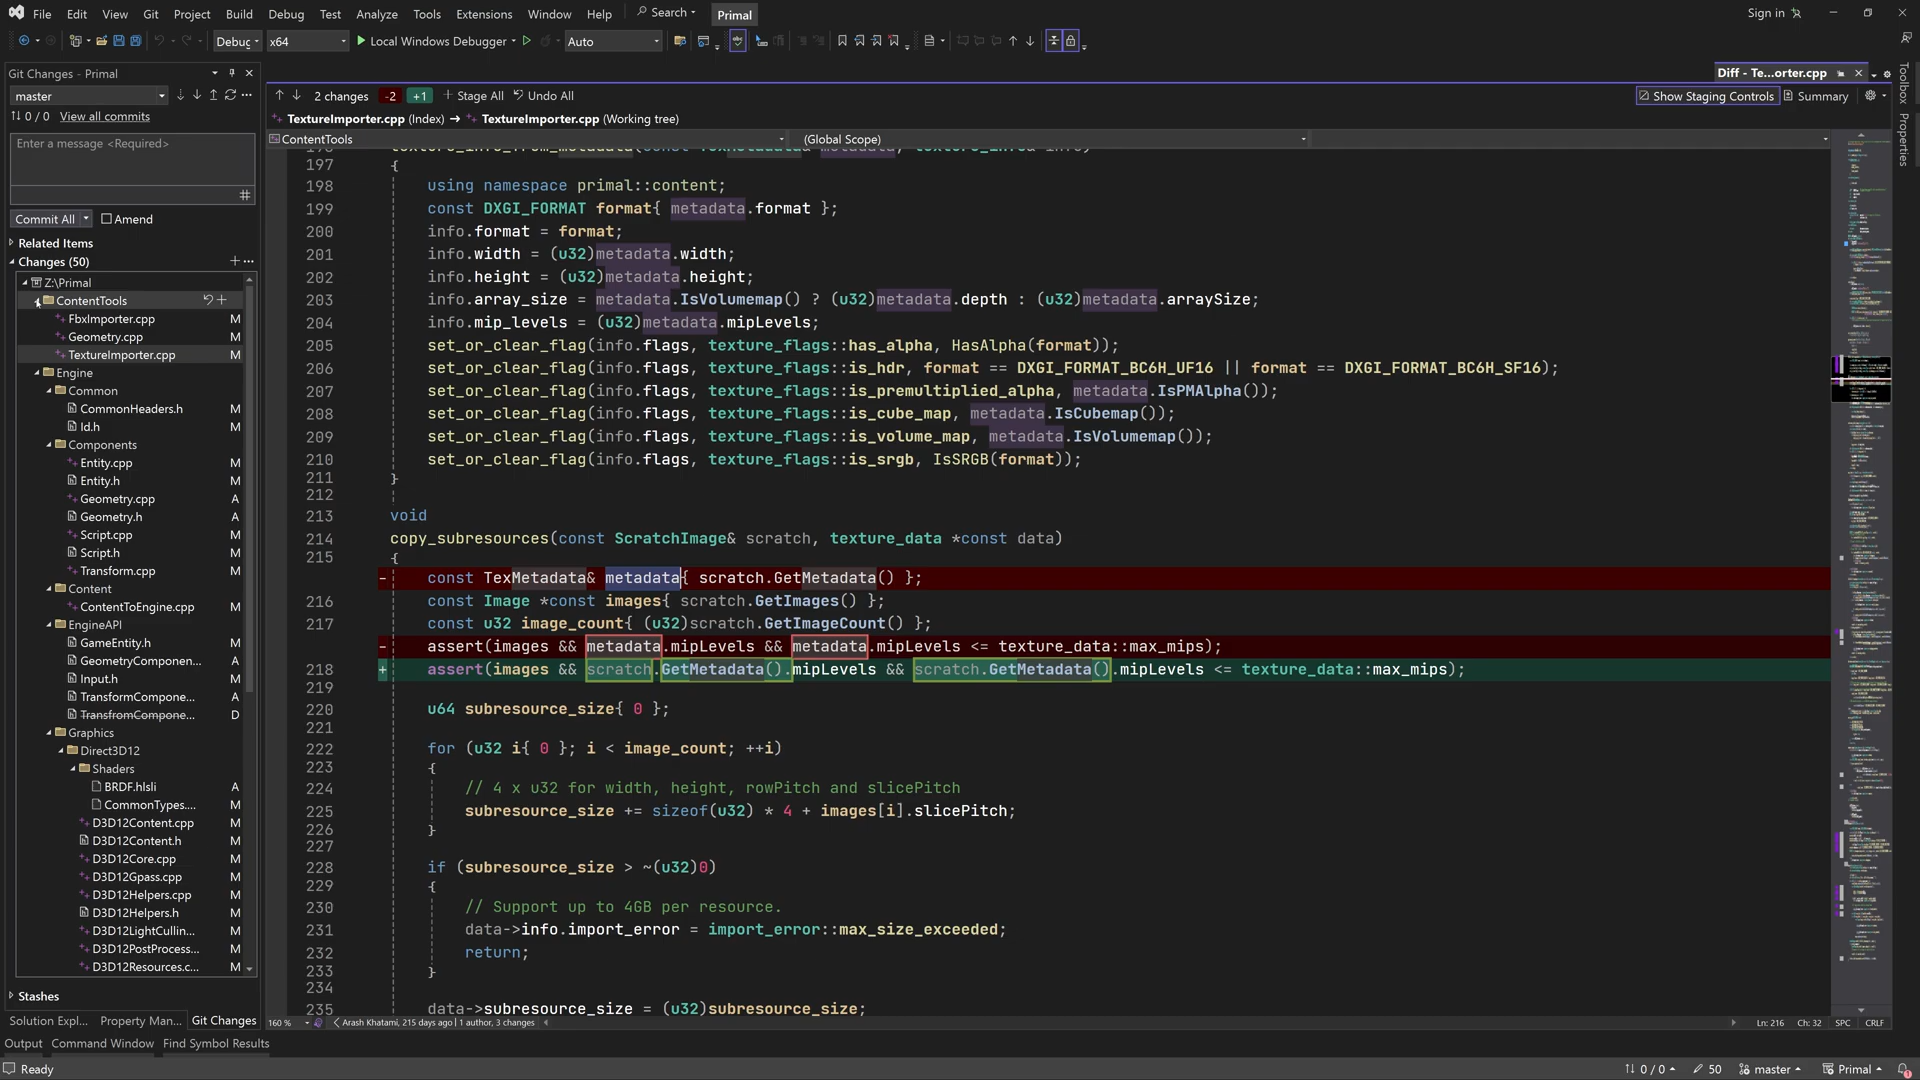 File Edit View Git Project Build Debug Test Analyze Tools Extensions Window Help Search Primal Sign in
Debug x64 Local Windows Debugger Auto
Git Changes - Primal
master
0 / 0 View all commits
Enter a message <Required>
Commit All Amend
Related Items
Changes (50)
Z:\Primal
ContentTools
FbxImporter.cpp M
Geometry.cpp M
TextureImporter.cpp M
Engine
Common
CommonHeaders.h M
Id.h M
Components
Entity.cpp M
Entity.h M
Geometry.cpp A
Geometry.h A
Script.cpp M
Script.h M
Transform.cpp M
Content
ContentToEngine.cpp M
EngineAPI
GameEntity.h M
GeometryComponen... A
Input.h M
TransformCompone... A
TransfromCompone... D
Graphics
Direct3D12
Shaders
BRDF.hlsli A
CommonTypes.... M
D3D12Content.cpp M
D3D12Content.h M
D3D12Core.cpp M
D3D12Gpass.cpp M
D3D12Helpers.cpp M
D3D12Helpers.h M
D3D12LightCullin... M
D3D12PostProcess... M
D3D12Resources.c... M
Stashes
Solution Expl... Property Man... Git Changes
Diff - Te...orter.cpp
2 changes -2 +1 Stage All Undo All Show Staging Controls Summary
TextureImporter.cpp (Index) → TextureImporter.cpp (Working tree)
ContentTools (Global Scope)
197 {
198 using namespace primal::content;
199 const DXGI_FORMAT format{ metadata.format };
200 info.format = format;
201 info.width = (u32)metadata.width;
202 info.height = (u32)metadata.height;
203 info.array_size = metadata.IsVolumemap() ? (u32)metadata.depth : (u32)metadata.arraySize;
204 info.mip_levels = (u32)metadata.mipLevels;
205 set_or_clear_flag(info.flags, texture_flags::has_alpha, HasAlpha(format));
206 set_or_clear_flag(info.flags, texture_flags::is_hdr, format == DXGI_FORMAT_BC6H_UF16 || format == DXGI_FORMAT_BC6H_SF16);
207 set_or_clear_flag(info.flags, texture_flags::is_premultiplied_alpha, metadata.IsPMAlpha());
208 set_or_clear_flag(info.flags, texture_flags::is_cube_map, metadata.IsCubemap());
209 set_or_clear_flag(info.flags, texture_flags::is_volume_map, metadata.IsVolumemap());
210 set_or_clear_flag(info.flags, texture_flags::is_srgb, IsSRGB(format));
211 }
212
213 void
214 copy_subresources(const ScratchImage& scratch, texture_data *const data)
215 {
- const TexMetadata& metadata{ scratch.GetMetadata() };
216 const Image *const images{ scratch.GetImages() };
217 const u32 image_count{ (u32)scratch.GetImageCount() };
- assert(images && metadata.mipLevels && metadata.mipLevels <= texture_data::max_mips);
218 + assert(images && scratch.GetMetadata().mipLevels && scratch.GetMetadata().mipLevels <= texture_data::max_mips);
219
220 u64 subresource_size{ 0 };
221
222 for (u32 i{ 0 }; i < image_count; ++i)
223 {
224 // 4 x u32 for width, height, rowPitch and slicePitch
225 subresource_size += sizeof(u32) * 4 + images[i].slicePitch;
226 }
227
228 if (subresource_size > ~(u32)0)
229 {
230 // Support up to 4GB per resource.
231 data->info.import_error = import_error::max_size_exceeded;
232 return;
233 }
234
235 data->subresource_size = (u32)subresource_size;
160 % Arash Khatami, 215 days ago | 1 author, 3 changes Ln: 216 Ch: 32 SPC CRLF
Toolbox
Properties
Output Command Window Find Symbol Results
Ready 0 / 0 50 master Primal